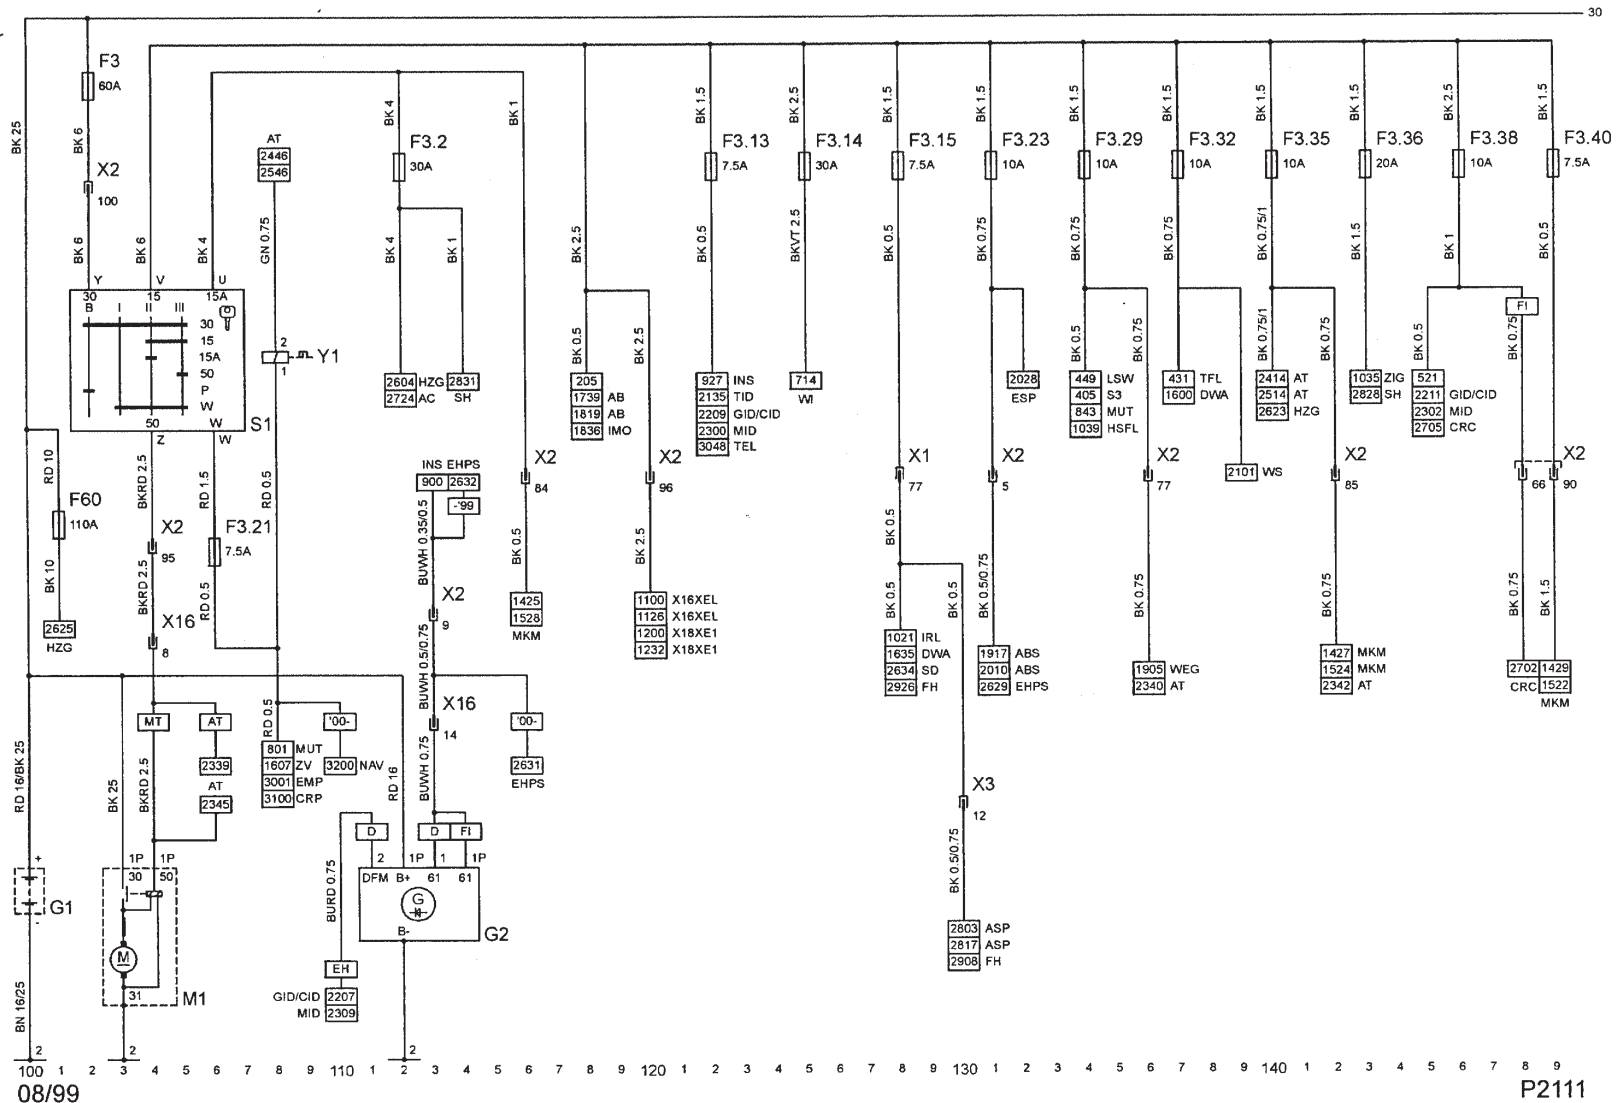 30
F3
60A
BK 25
BK 6
X2
100
BK 6
BK 6
BK 4
AT
2446
2546
GN 0.75
BK 4
F3.2
30A
BK 4
BK 1
BK 1
BK 2.5
BK 1.5
F3.13
7.5A
BK 0.5
BK 2.5
F3.14
30A
BKVT 2.5
BK 1.5
F3.15
7.5A
BK 0.5
BK 1.5
F3.23
10A
BK 0.75
BK 1.5
F3.29
10A
BK 0.75
BK 1.5
F3.32
10A
BK 0.75
BK 1.5
F3.35
10A
BK 0.75/1
BK 1.5
F3.36
20A
BK 1.5
BK 2.5
F3.38
10A
BK 1
BK 1.5
F3.40
7.5A
BK 0.5
Y V U
30 15 15A
B I II III
30
15
15A
50
P
W
50 W
S1
Z W
2
Y1
1
2604 HZG
2724 AC
2831
SH
BK 0.5
BK 2.5
205
1739 AB
1819 AB
1836 IMO
927 INS
2135 TID
2209 GID/CID
2300 MID
3048 TEL
714
WI
2028
ESP
BK 0.5
BK 0.75
449 LSW
405 S3
843 MUT
1039 HSFL
431 TFL
1600 DWA
BK 0.75/1
BK 0.75
2414 AT
2514 AT
2623 HZG
1035 ZIG
2828 SH
BK 0.5
FI
BK 0.75
521
2211 GID/CID
2302 MID
2705 CRC
RD 10
F60
110A
BK 10
2625
HZG
BKRD 2.5
X2
95
BKRD 2.5
X16
8
RD 1.5
F3.21
7.5A
RD 0.5
RD 0.5
INS EHPS
900 2632
-'99
BUWH 0.35/0.5
X2
9
BUWH 0.5/0.75
X16
14
BUWH 0.75
X2
84
BK 0.5
1425
1528
MKM
X2
96
BK 2.5
1100 X16XEL
1126 X16XEL
1200 X18XE1
1232 X18XE1
X1
77
BK 0.5
BK 0.5
BK 0.5
1021 IRL
1635 DWA
2634 SD
2926 FH
X2
5
BK 0.5/0.75
1917 ABS
2010 ABS
2629 EHPS
X2
77
BK 0.75
1905 WEG
2340 AT
2101 WS
X2
85
BK 0.75
1427 MKM
1524 MKM
2342 AT
X2
66 90
BK 0.75
BK 1.5
2702 1429
CRC 1522
MKM
MT AT
2339
AT
2345
RD 0.5
'00-
801 MUT
1607 ZV
3200 NAV
3001 EMP
3100 CRP
'00-
2631
EHPS
RD 16/BK 25
BK 25
BKRD 2.5
RD 16
X3
12
BK 0.5/0.75
2803 ASP
2817 ASP
2908 FH
D D FI
2 1P 1 1P
DFM B+ 61 61
G
B-
G2
BURD 0.75
EH
GID/CID 2207
MID 2309
+
G1
-
1P 1P
30 50
M
31
M1
BN 16/25
2 2 2
100 1 2 3 4 5 6 7 8 9 110 1 2 3 4 5 6 7 8 9 120 1 2 3 4 5 6 7 8 9 130 1 2 3 4 5 6 7 8 9 140 1 2 3 4 5 6 7 8 9
08/99
P2111